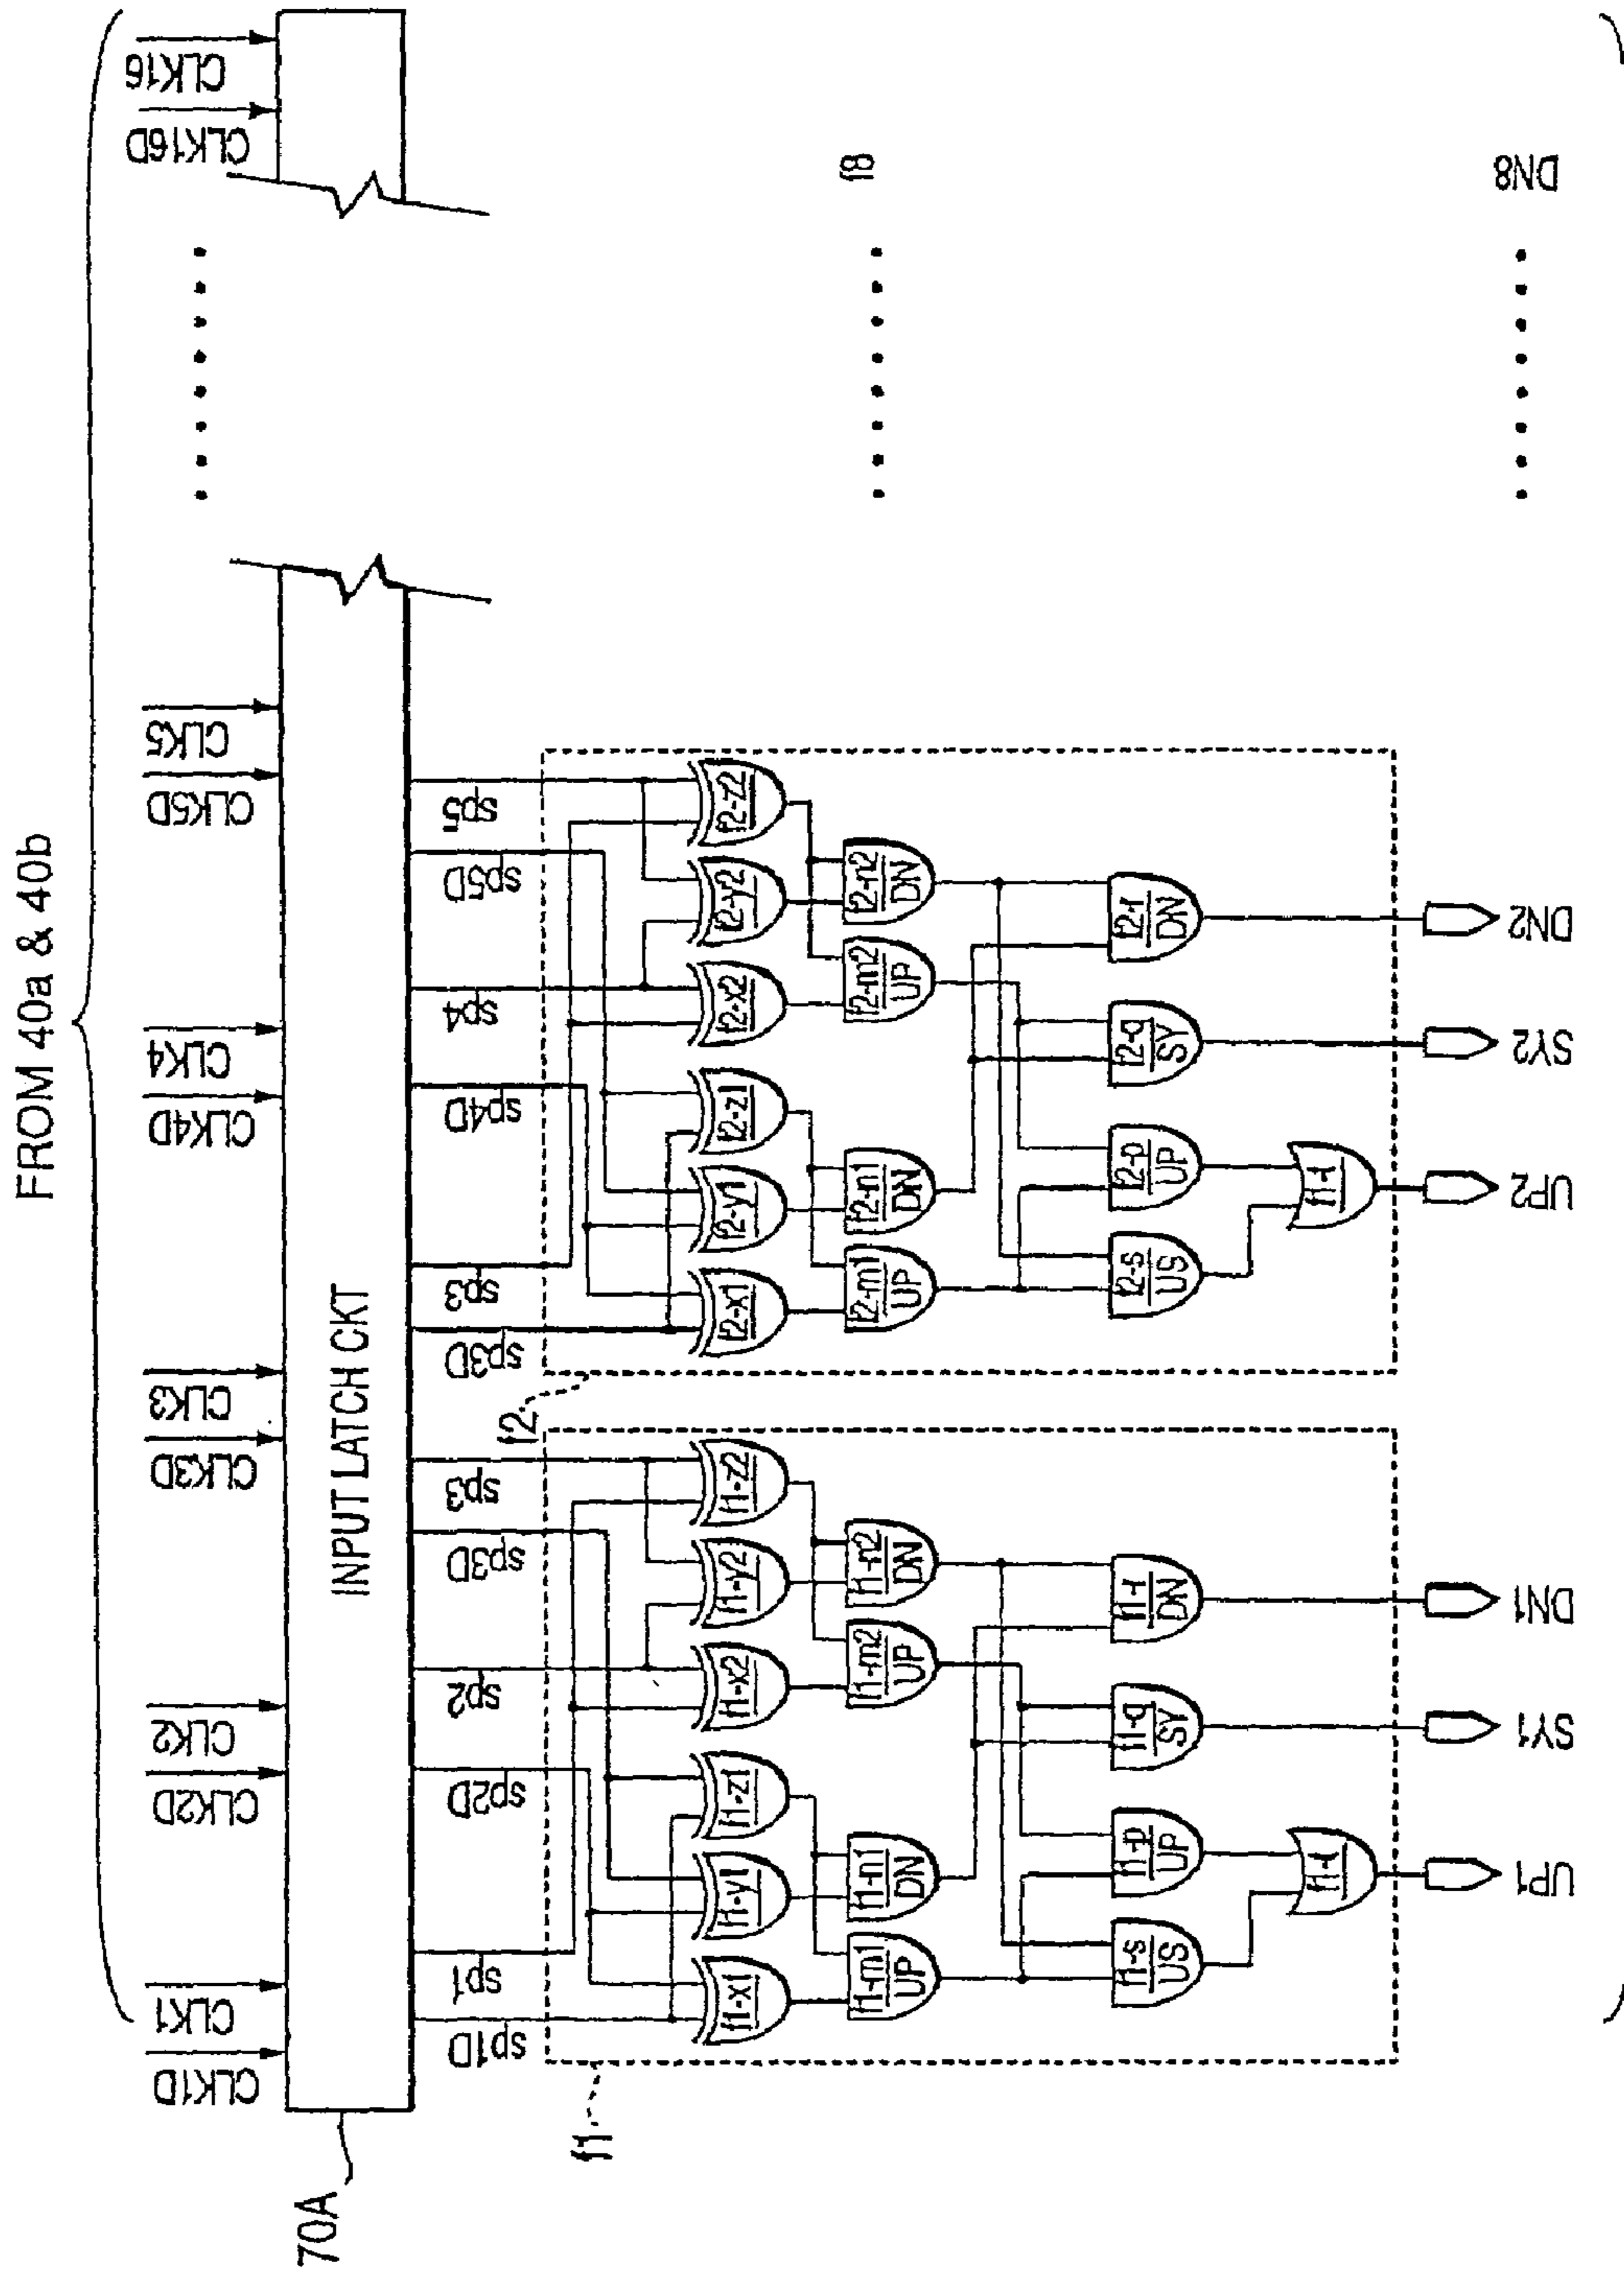 FROM 40a & 40b
CLK1D
CLK1
CLK2D
CLK2
CLK3D
CLK3
CLK4D
CLK4
CLK5D
CLK5
CLK16D
CLK16
70A
INPUT LATCH CKT
sp1D
sp1
sp2D
sp2
sp3D
sp3
sp3D
sp3
sp4D
sp4
sp5D
sp5
f1
f2
f1-x1
f1-y1
f1-z1
f1-x2
f1-y2
f1-z2
f2-x1
f2-y1
f2-z1
f2-x2
f2-y2
f2-z2
f8
f1-m1
UP
f1-n1
DN
f1-m2
UP
f1-n2
DN
f2-m1
UP
f2-n1
DN
f2-m2
UP
f2-n2
DN
f1-s
US
f1-p
UP
f1-q
SY
f1-r
DN
f2-s
US
f2-p
UP
f2-q
SY
f2-r
DN
f1-t
f1-t
UP1
SY1
DN1
UP2
SY2
DN2
DN8